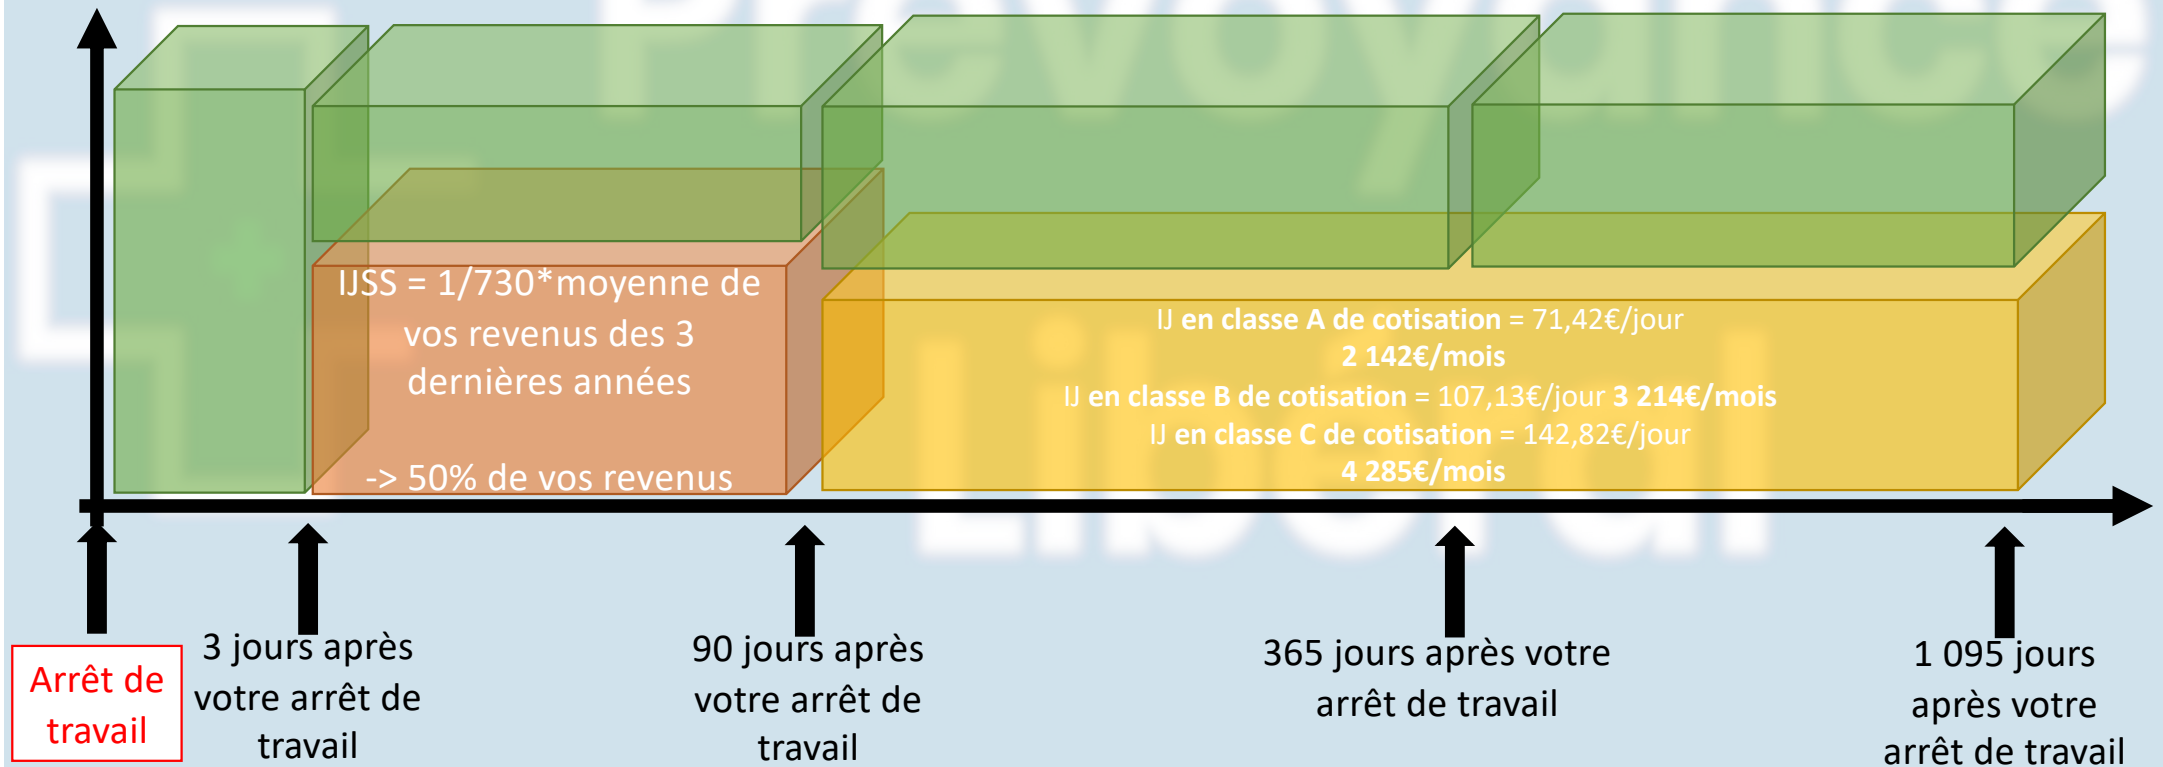 Prévoyance
Libéral
IJSS = 1/730*moyenne de
vos revenus des 3
dernières années
-> 50% de vos revenus
IJ en classe A de cotisation = 71,42€/jour
2 142€/mois
IJ en classe B de cotisation = 107,13€/jour 3 214€/mois
IJ en classe C de cotisation = 142,82€/jour
4 285€/mois
Arrêt de
travail
3 jours après
votre arrêt de
travail
90 jours après
votre arrêt de
travail
365 jours après votre
arrêt de travail
1 095 jours
après votre
arrêt de travail